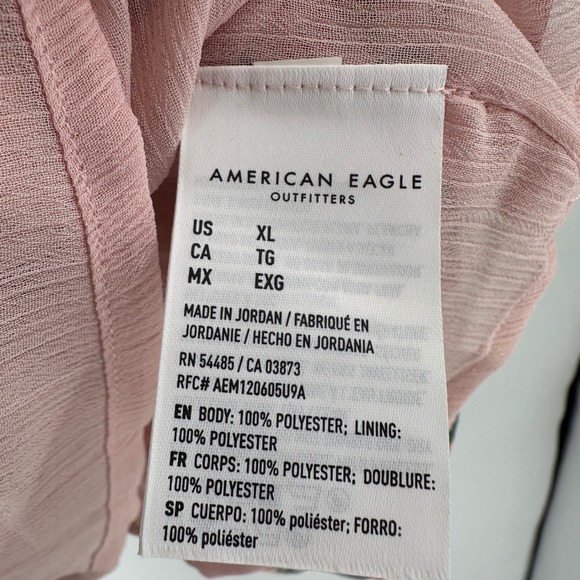 AMERICAN EAGLE
OUTFITTERS
US XL
CA TG
MX EXG
MADE IN JORDAN / FABRIQUÉ EN
JORDANIE / HECHO EN JORDANIA
RN 54485 / CA 03873
RFC# AEM120605U9A
EN BODY: 100% POLYESTER; LINING:
100% POLYESTER
FR CORPS: 100% POLYESTER; DOUBLURE:
100% POLYESTER
SP CUERPO: 100% poliéster; FORRO:
100% poliéster